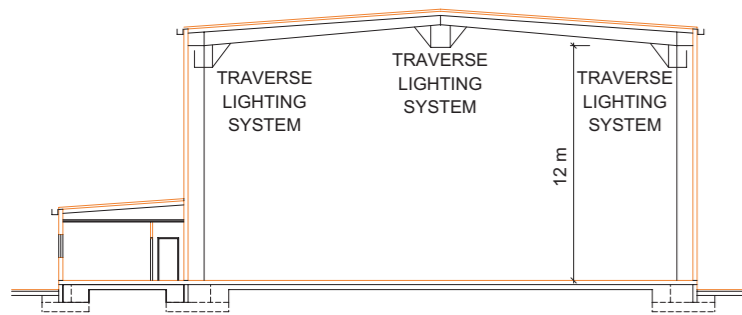 TRAVERSE
LIGHTING
SYSTEM
TRAVERSE
LIGHTING
SYSTEM
TRAVERSE
LIGHTING
SYSTEM
12 m